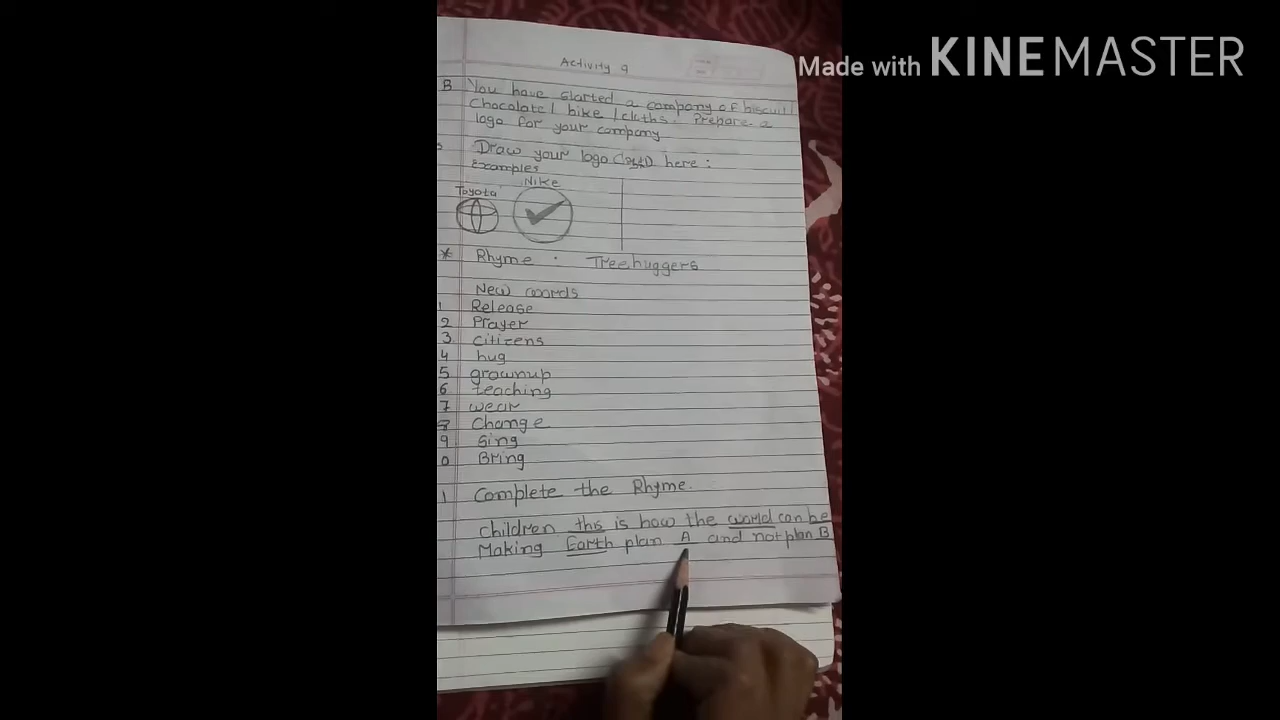 Made with KINEMASTER
Activity 9
B You have started a company of biscuit/
Chocolate/ bike /cloths. Prepare a
logo for your company
Draw your logo here :
Examples
Nike
Toyota
* Rhyme : Treehuggers
New words
1 Release
2 Prayer
3. citizens
4 hug
5 grownup
6 teaching
7 wear
8 Change
9 Sing
0 Bring
1 Complete the Rhyme.
children this is how the world can be
Making Earth plan A and not plan B